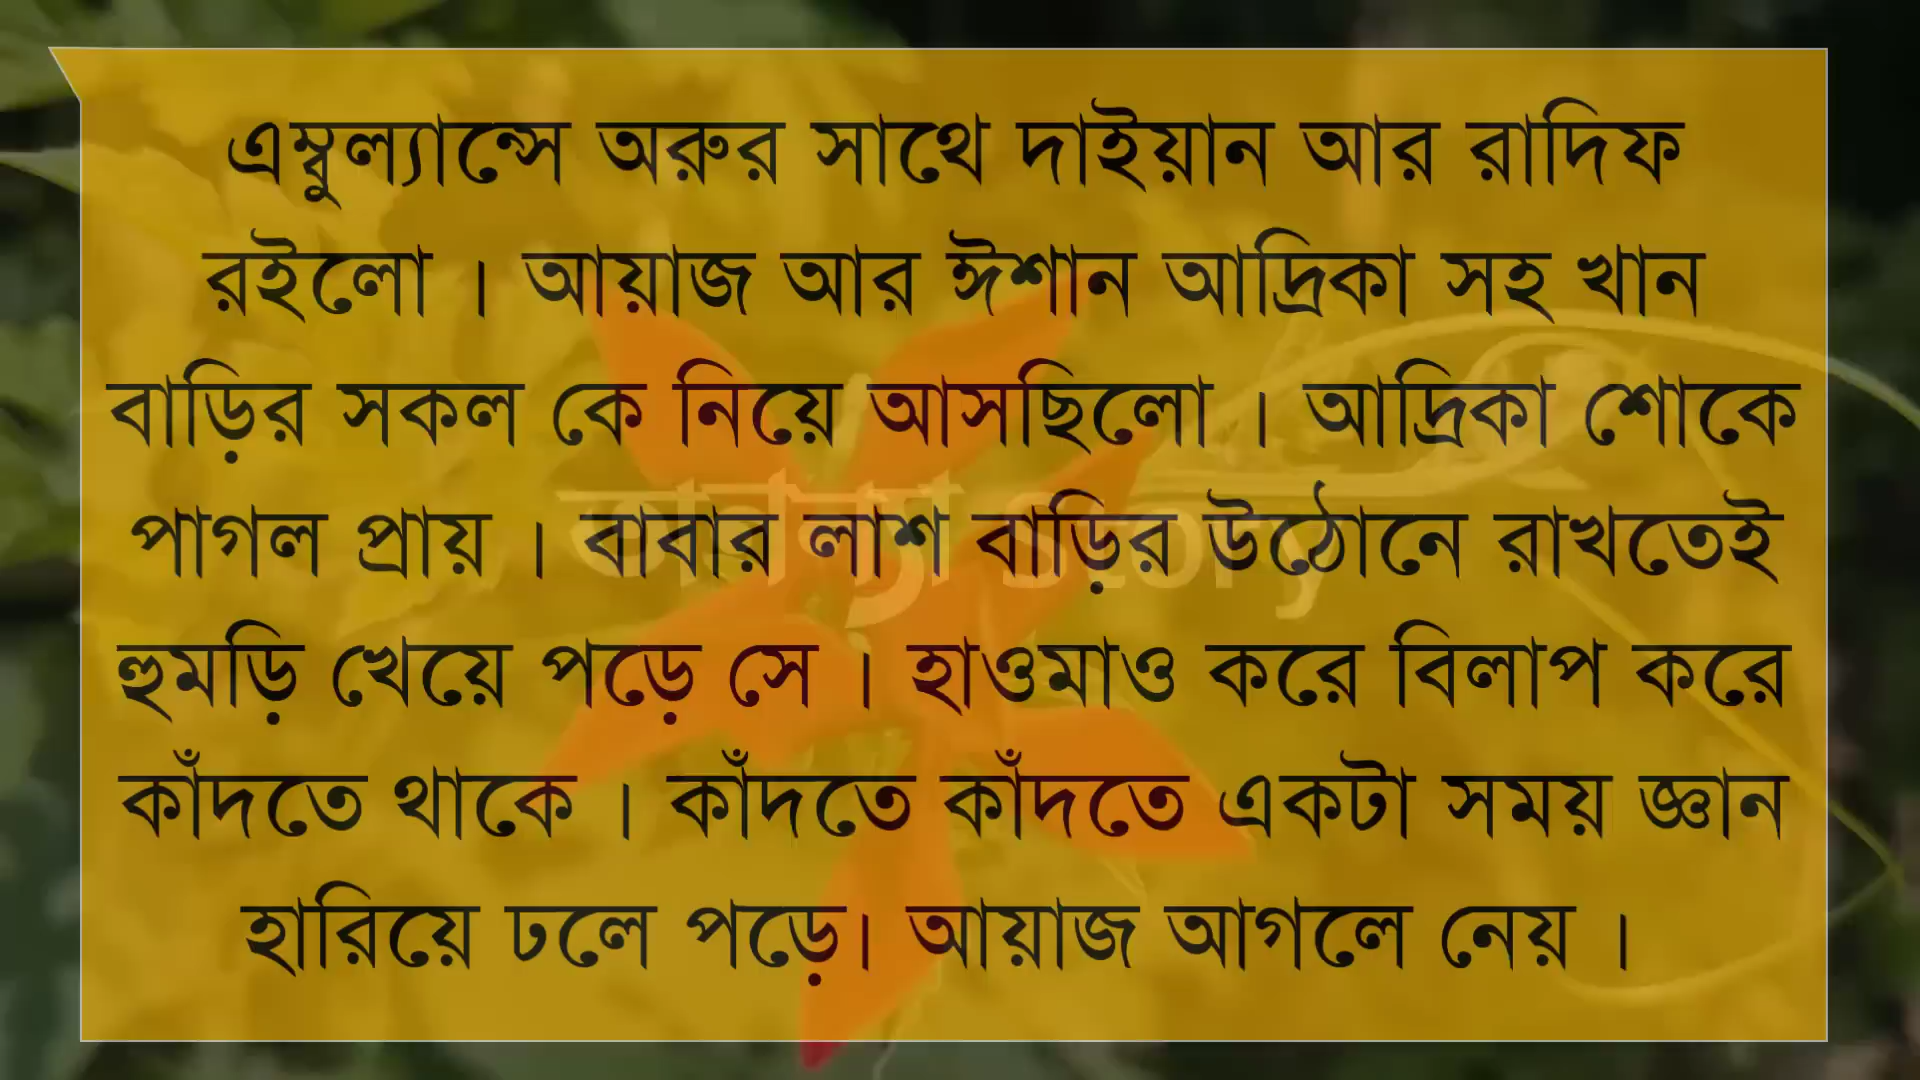 এম্বুল্যান্সে অরুর সাথে দাইয়ান আর রাদিফ
রইলো । আয়াজ আর ঈশান আদ্রিকা সহ খান
বাড়ির সকল কে নিয়ে আসছিলো । আদ্রিকা শোকে
পাগল প্রায় । বাবার লাশ বাড়ির উঠোনে রাখতেই
হুমড়ি খেয়ে পড়ে সে । হাওমাও করে বিলাপ করে
কাঁদতে থাকে । কাঁদতে কাঁদতে একটা সময় জ্ঞান
হারিয়ে ঢলে পড়ে। আয়াজ আগলে নেয় ।
story